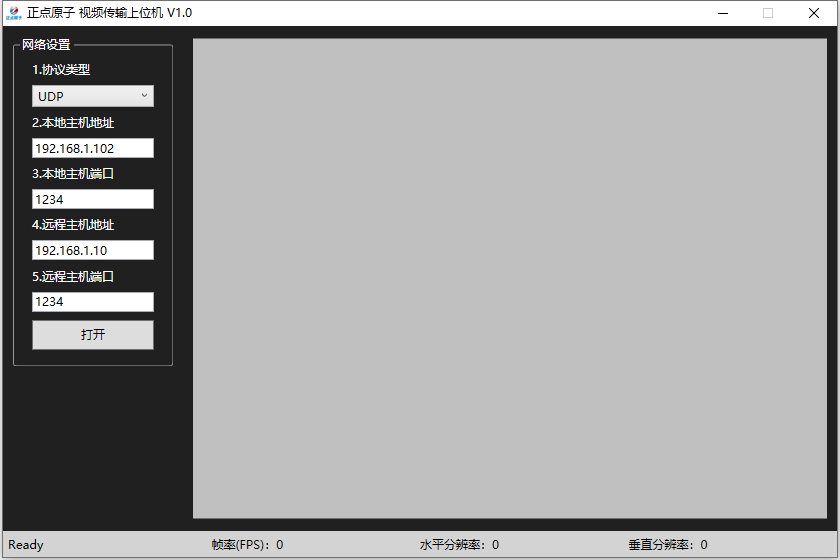 正点原子 视频传输上位机 V1.0
网络设置
1.协议类型
UDP
2.本地主机地址
192.168.1.102
3.本地主机端口
1234
4.远程主机地址
192.168.1.10
5.远程主机端口
1234
打开
Ready 帧率(FPS)：0 水平分辨率：0 垂直分辨率：0